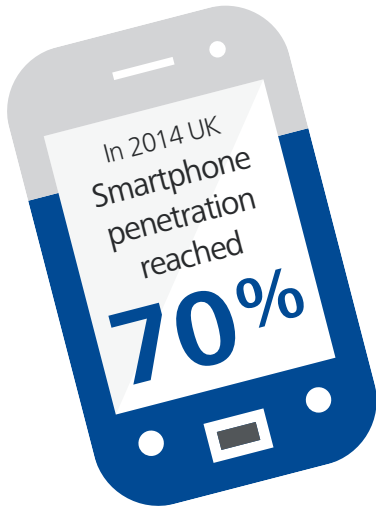 In 2014 UK
Smartphone
penetration
reached
70%